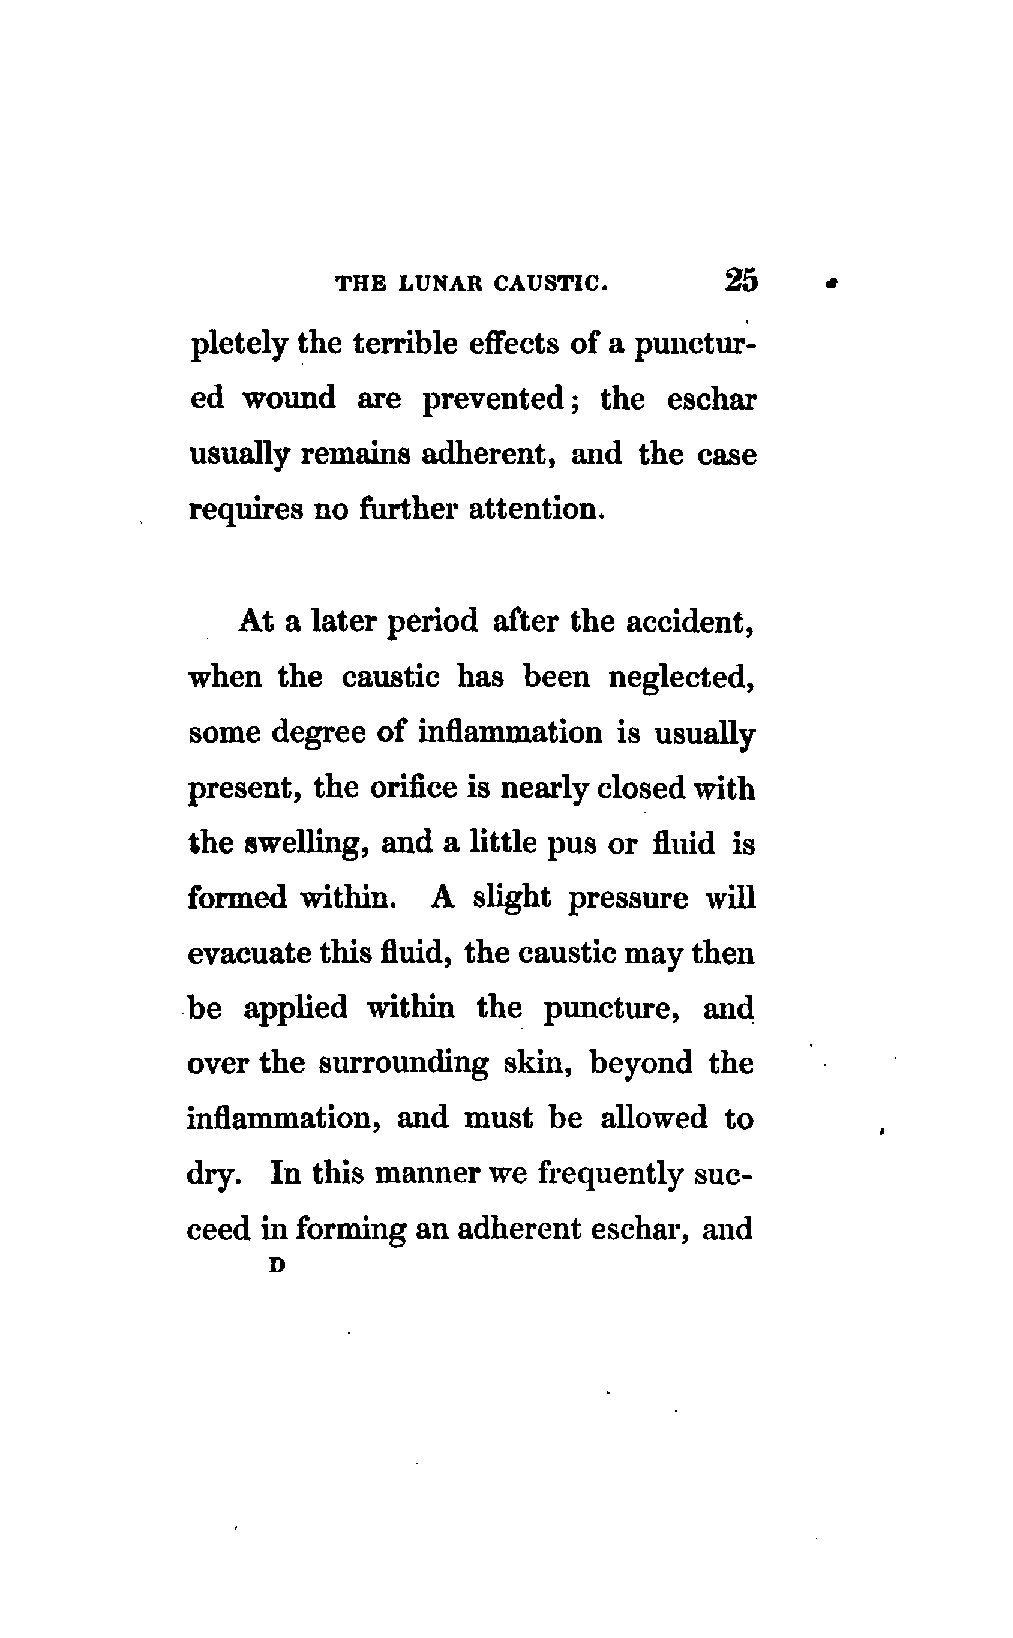 THE LUNAR CAUSTIC. 25
pletely the terrible effects of a punctur-
ed wound are prevented; the eschar
usually remains adherent, and the case
requires no further attention.
At a later period after the accident,
when the caustic has been neglected,
some degree of inflammation is usually
present, the orifice is nearly closed with
the swelling, and a little pus or fluid is
formed within. A slight pressure will
evacuate this fluid, the caustic may then
be applied within the puncture, and
over the surrounding skin, beyond the
inflammation, and must be allowed to
dry. In this manner we frequently suc-
ceed in forming an adherent eschar, and
D